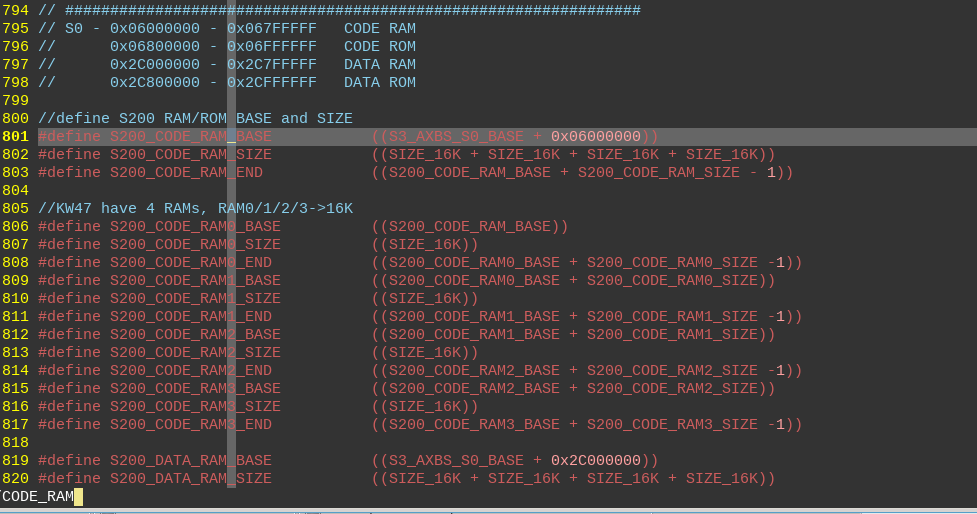 794 // ################################################################
795 // S0 - 0x06000000 - 0x067FFFFF   CODE RAM
796 //      0x06800000 - 0x06FFFFFF   CODE ROM
797 //      0x2C000000 - 0x2C7FFFFF   DATA RAM
798 //      0x2C800000 - 0x2CFFFFFF   DATA ROM
799
800 //define S200 RAM/ROM BASE and SIZE
801 #define S200_CODE_RAM_BASE           ((S3_AXBS_S0_BASE + 0x06000000))
802 #define S200_CODE_RAM_SIZE           ((SIZE_16K + SIZE_16K + SIZE_16K + SIZE_16K))
803 #define S200_CODE_RAM_END            ((S200_CODE_RAM_BASE + S200_CODE_RAM_SIZE - 1))
804
805 //KW47 have 4 RAMs, RAM0/1/2/3->16K
806 #define S200_CODE_RAM0_BASE          ((S200_CODE_RAM_BASE))
807 #define S200_CODE_RAM0_SIZE          ((SIZE_16K))
808 #define S200_CODE_RAM0_END           ((S200_CODE_RAM0_BASE + S200_CODE_RAM0_SIZE -1))
809 #define S200_CODE_RAM1_BASE          ((S200_CODE_RAM0_BASE + S200_CODE_RAM0_SIZE))
810 #define S200_CODE_RAM1_SIZE          ((SIZE_16K))
811 #define S200_CODE_RAM1_END           ((S200_CODE_RAM1_BASE + S200_CODE_RAM1_SIZE -1))
812 #define S200_CODE_RAM2_BASE          ((S200_CODE_RAM1_BASE + S200_CODE_RAM1_SIZE))
813 #define S200_CODE_RAM2_SIZE          ((SIZE_16K))
814 #define S200_CODE_RAM2_END           ((S200_CODE_RAM2_BASE + S200_CODE_RAM2_SIZE -1))
815 #define S200_CODE_RAM3_BASE          ((S200_CODE_RAM2_BASE + S200_CODE_RAM2_SIZE))
816 #define S200_CODE_RAM3_SIZE          ((SIZE_16K))
817 #define S200_CODE_RAM3_END           ((S200_CODE_RAM3_BASE + S200_CODE_RAM3_SIZE -1))
818
819 #define S200_DATA_RAM_BASE           ((S3_AXBS_S0_BASE + 0x2C000000))
820 #define S200_DATA_RAM_SIZE           ((SIZE_16K + SIZE_16K + SIZE_16K + SIZE_16K))
/CODE_RAM